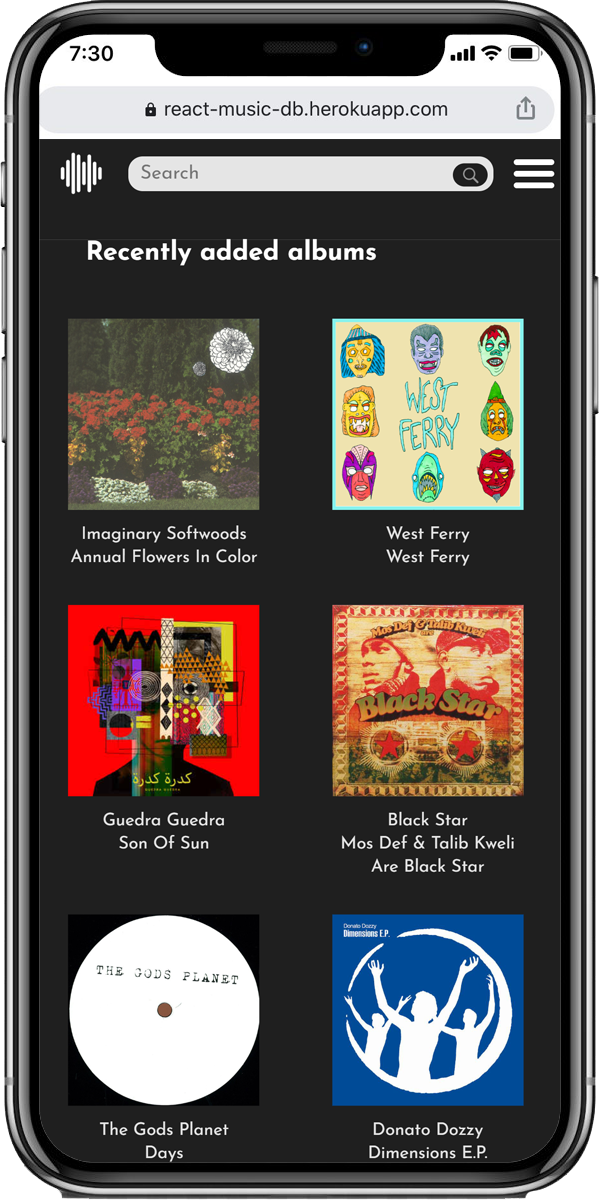 7:30
react-music-db.herokuapp.com
Search
Recently added albums
WEST
FERRY
Imaginary Softwoods
Annual Flowers In Color
West Ferry
West Ferry
Mos Def & Talib Kweli
Black Star
كدرة كدرة
GUEDRA GUEDRA
Guedra Guedra
Son Of Sun
Black Star
Mos Def & Talib Kweli
Are Black Star
THE GODS PLANET
Donato Dozzy
Dimensions E.P.
The Gods Planet
Days
Donato Dozzy
Dimensions E.P.